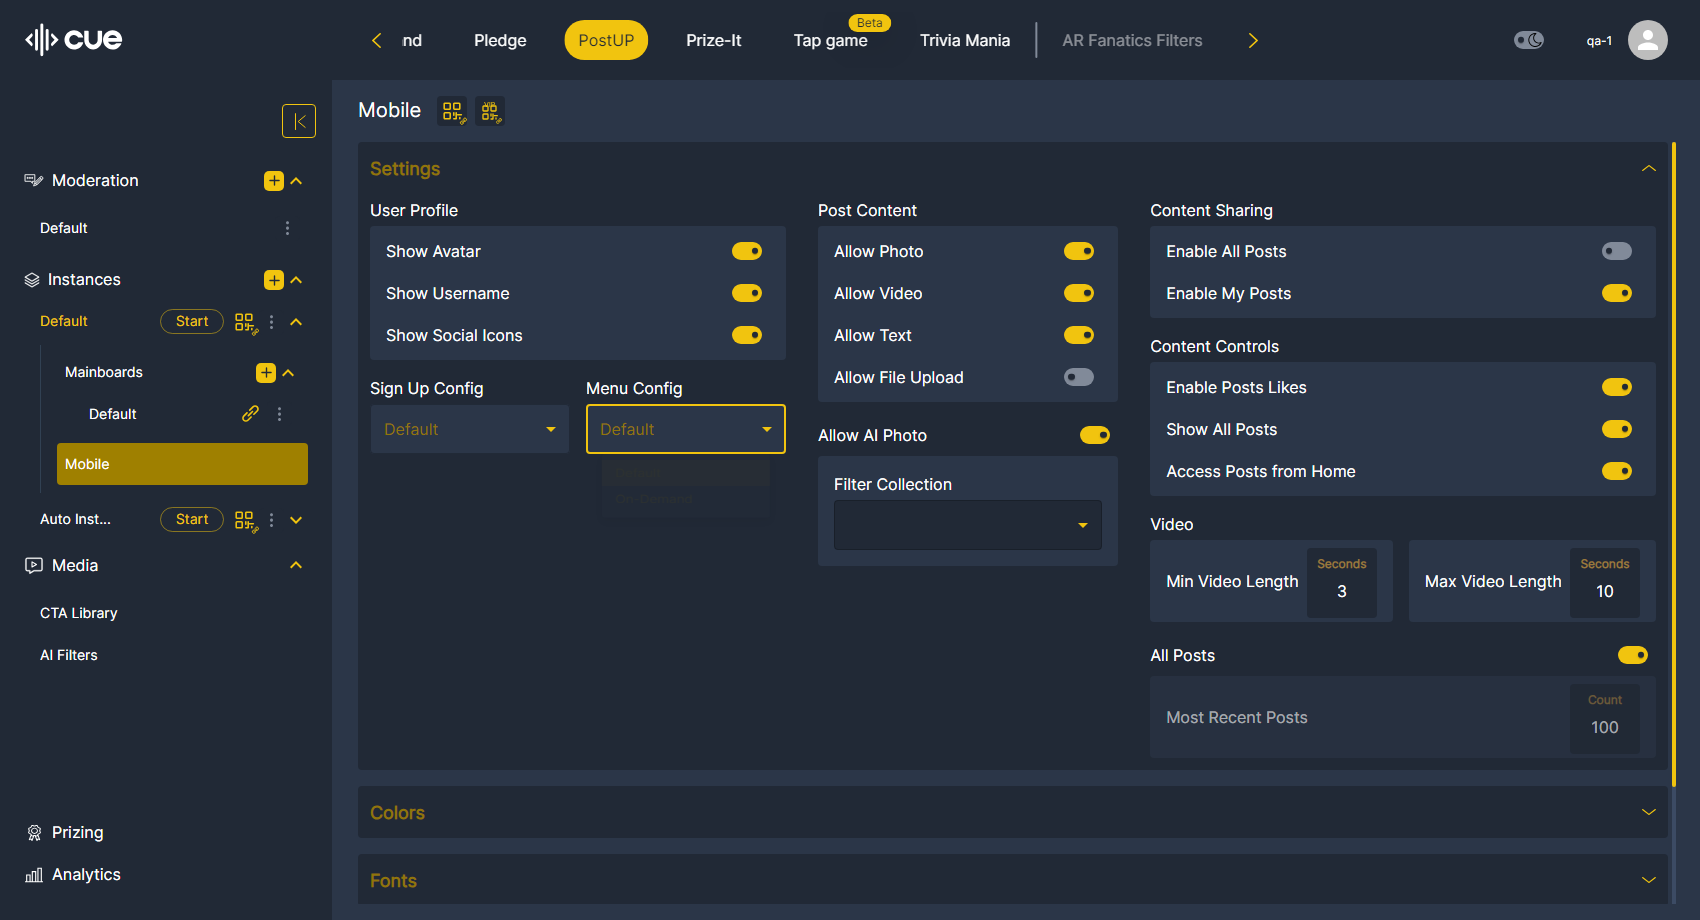 cue
nd
Pledge
PostUP
Prize-It
Tap game
Beta
Trivia Mania
AR Fanatics Filters
qa-1
Moderation
Default
Instances
Default
Start
Mainboards
Default
Mobile
Auto Inst...
Start
Media
CTA Library
AI Filters
Prizing
Analytics
Mobile
VIP
Settings
User Profile
Show Avatar
Show Username
Show Social Icons
Sign Up Config
Default
Menu Config
Default
Post Content
Allow Photo
Allow Video
Allow Text
Allow File Upload
Allow AI Photo
Filter Collection
Content Sharing
Enable All Posts
Enable My Posts
Content Controls
Enable Posts Likes
Show All Posts
Access Posts from Home
Video
Min Video Length
Seconds
3
Max Video Length
Seconds
10
All Posts
Most Recent Posts
Count
100
Colors
Fonts